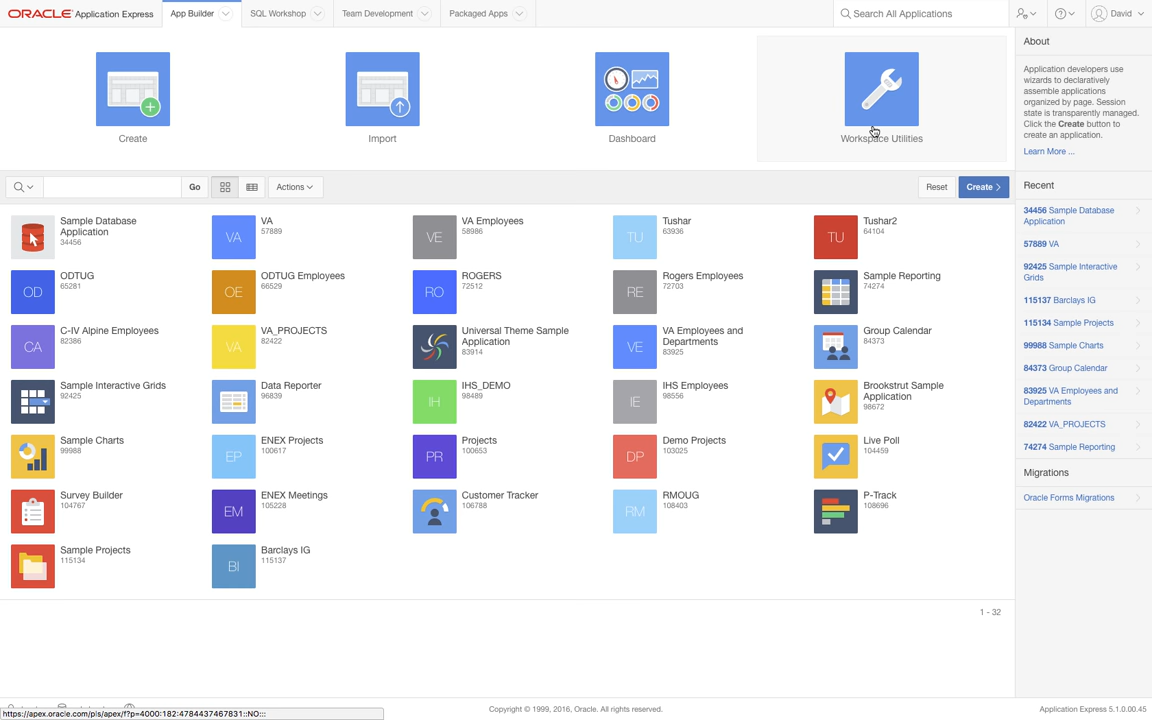 ORACLE Application Express App Builder SQL Workshop Team Development Packaged Apps Search All Applications David
Create
Import
Dashboard
Workspace Utilities
About
Application developers use
wizards to declaratively
assemble applications
organized by page. Session
state is transparently managed.
Click the Create button to
create an application.
Learn More ...
Go
Actions
Reset
Create
Sample Database
Application
34456
VA
57889
VA
VE
VA Employees
58986
TU
Tushar
63936
TU
Tushar2
64104
OD
ODTUG
65281
OE
ODTUG Employees
66529
RO
ROGERS
72512
RE
Rogers Employees
72703
Sample Reporting
74274
CA
C-IV Alpine Employees
82386
VA
VA_PROJECTS
82422
Universal Theme Sample
Application
83914
VE
VA Employees and
Departments
83925
Group Calendar
84373
Sample Interactive Grids
92425
Data Reporter
96839
IH
IHS_DEMO
98489
IE
IHS Employees
98556
Brookstrut Sample
Application
98672
Sample Charts
99988
EP
ENEX Projects
100617
PR
Projects
100653
DP
Demo Projects
103025
Live Poll
104459
Survey Builder
104767
EM
ENEX Meetings
105228
Customer Tracker
106788
RM
RMOUG
108403
P-Track
108696
Sample Projects
115134
BI
Barclays IG
115137
1 - 32
Recent
34456 Sample Database
Application
57889 VA
92425 Sample Interactive
Grids
115137 Barclays IG
115134 Sample Projects
99988 Sample Charts
84373 Group Calendar
83925 VA Employees and
Departments
82422 VA_PROJECTS
74274 Sample Reporting
Migrations
Oracle Forms Migrations
https://apex.oracle.com/pls/apex/f?p=4000:182:4784437467831::NO:::
Copyright © 1999, 2016, Oracle. All rights reserved.
Application Express 5.1.0.00.45